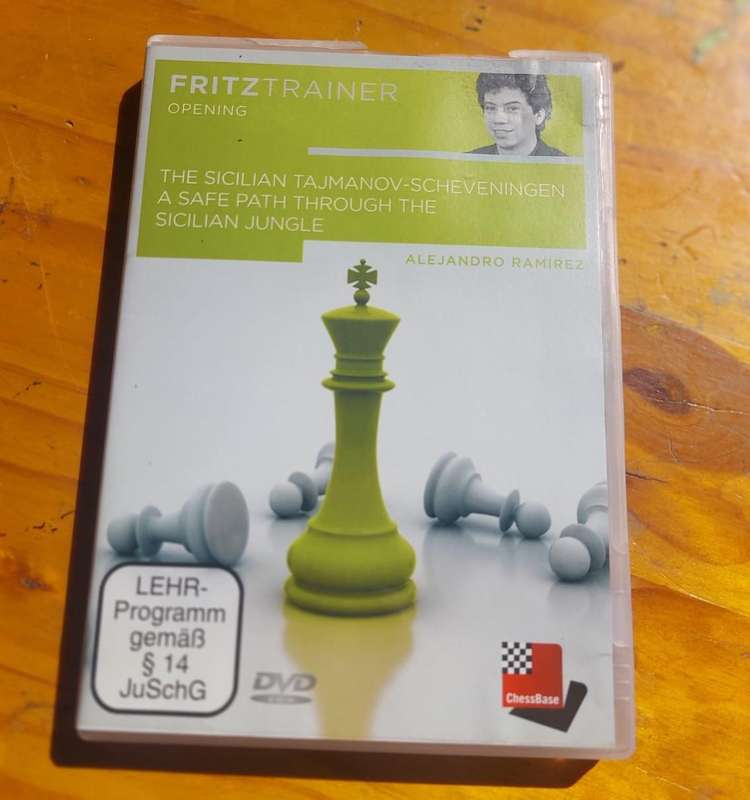 FRITZTRAINER
OPENING
THE SICILIAN TAJMANOV-SCHEVENINGEN
A SAFE PATH THROUGH THE
SICILIAN JUNGLE
ALEJANDRO RAMIREZ
LEHR-
Programm
gemäß
§ 14
JuSchG
DVD
ChessBase